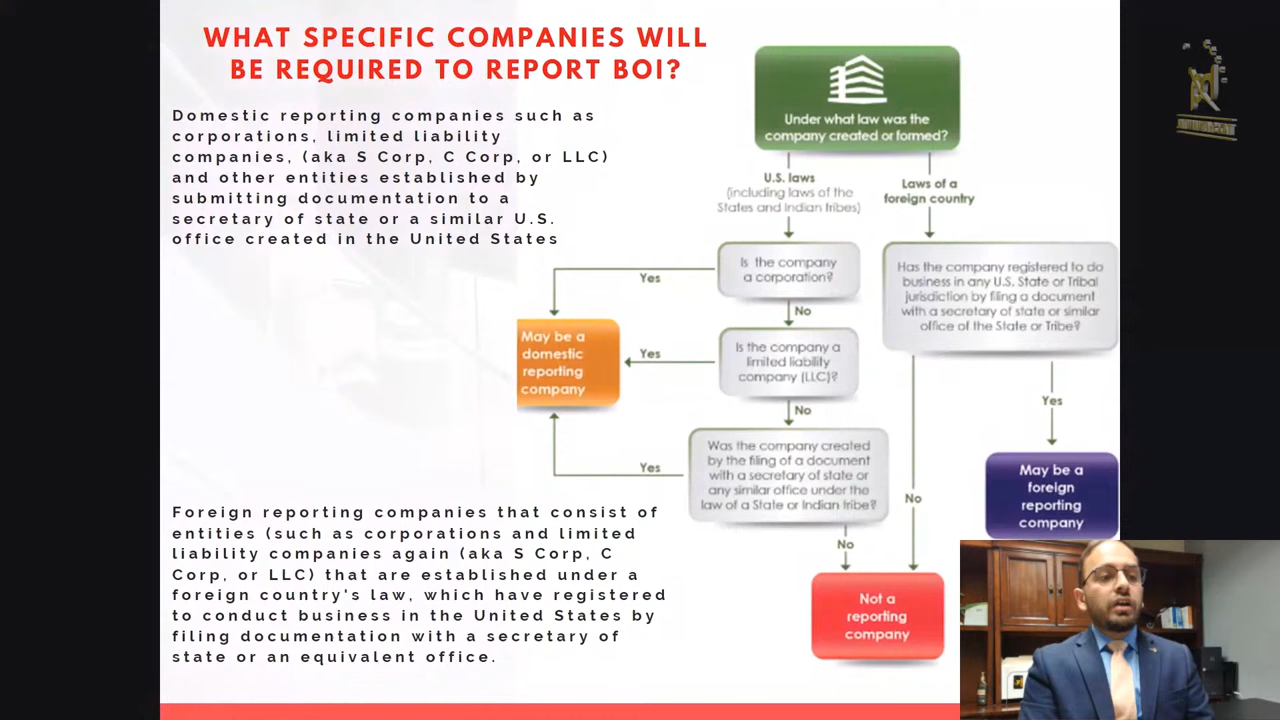 WHAT SPECIFIC COMPANIES WILL
BE REQUIRED TO REPORT BOI?
Domestic reporting companies such as
corporations, limited liability
companies, (aka S Corp, C Corp, or LLC)
and other entities established by
submitting documentation to a
secretary of state or a similar U.S.
office created in the United States
Foreign reporting companies that consist of
entities (such as corporations and limited
liability companies again (aka S Corp, C
Corp, or LLC) that are established under a
foreign country's law, which have registered
to conduct business in the United States by
filing documentation with a secretary of
state or an equivalent office.
Under what law was the
company created or formed?
U.S. laws
(including laws of the
States and Indian tribes)
Laws of a
foreign country
Is the company
a corporation?
Yes
No
Has the company registered to do
business in any U.S. State or Tribal
jurisdiction by filing a document
with a secretary of state or similar
office of the State or Tribe?
May be a
domestic
reporting
company
Yes
Is the company a
limited liability
company (LLC)?
No
Yes
Was the company created
by the filing of a document
with a secretary of state or
any similar office under the
law of a State or Indian tribe?
Yes
No
No
May be a
foreign
reporting
company
Not a
reporting
company